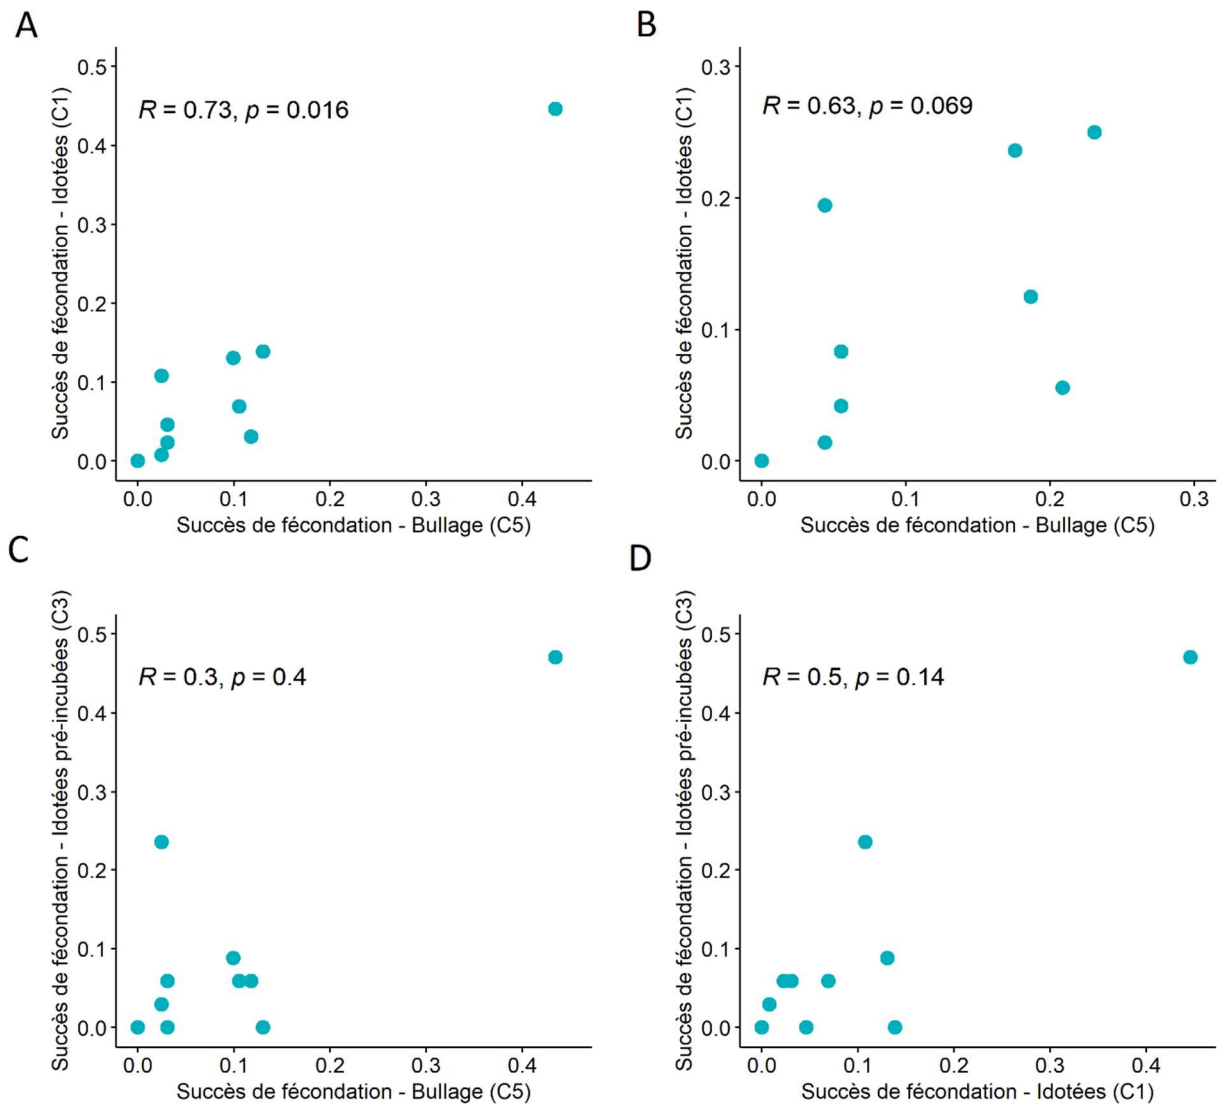 A
Succès de fécondation - Idotées (C1)
0.5
0.4
0.3
0.2
0.1
0.0
R = 0.73, p = 0.016
0.0 0.1 0.2 0.3 0.4
Succès de fécondation - Bullage (C5)
B
Succès de fécondation - Idotées (C1)
0.3
0.2
0.1
0.0
R = 0.63, p = 0.069
0.0 0.1 0.2 0.3
Succès de fécondation - Bullage (C5)
C
Succès de fécondation - Idotées pré-incubées (C3)
0.5
0.4
0.3
0.2
0.1
0.0
R = 0.3, p = 0.4
0.0 0.1 0.2 0.3 0.4
Succès de fécondation - Bullage (C5)
D
Succès de fécondation - Idotées pré-incubées (C3)
0.5
0.4
0.3
0.2
0.1
0.0
R = 0.5, p = 0.14
0.0 0.1 0.2 0.3 0.4
Succès de fécondation - Idotées (C1)